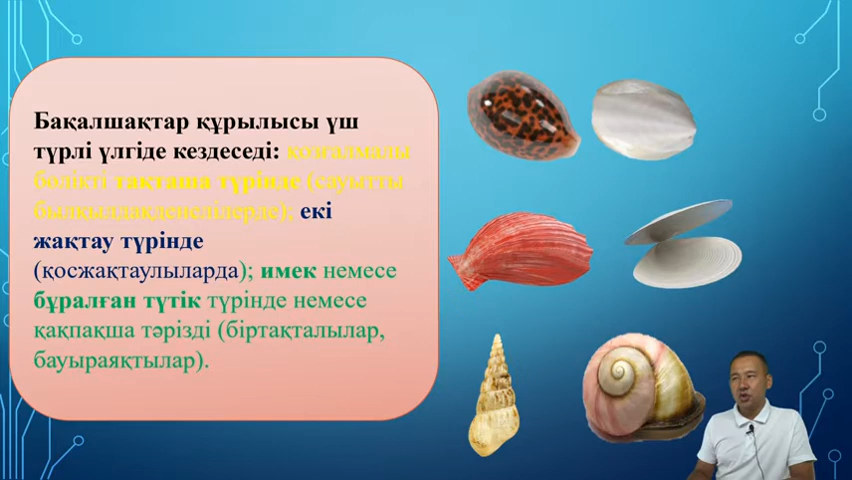 Бақалшақтар құрылысы үш
түрлі үлгіде кездеседі: қозғалмалы
бөлікті тақташа түрінде (сауытты
былқылдақденелілерде); екі
жақтау түрінде
(қосжақтаулыларда); имек немесе
бұралған түтік түрінде немесе
қақпақша тәрізді (біртақталылар,
бауыраяқтылар).